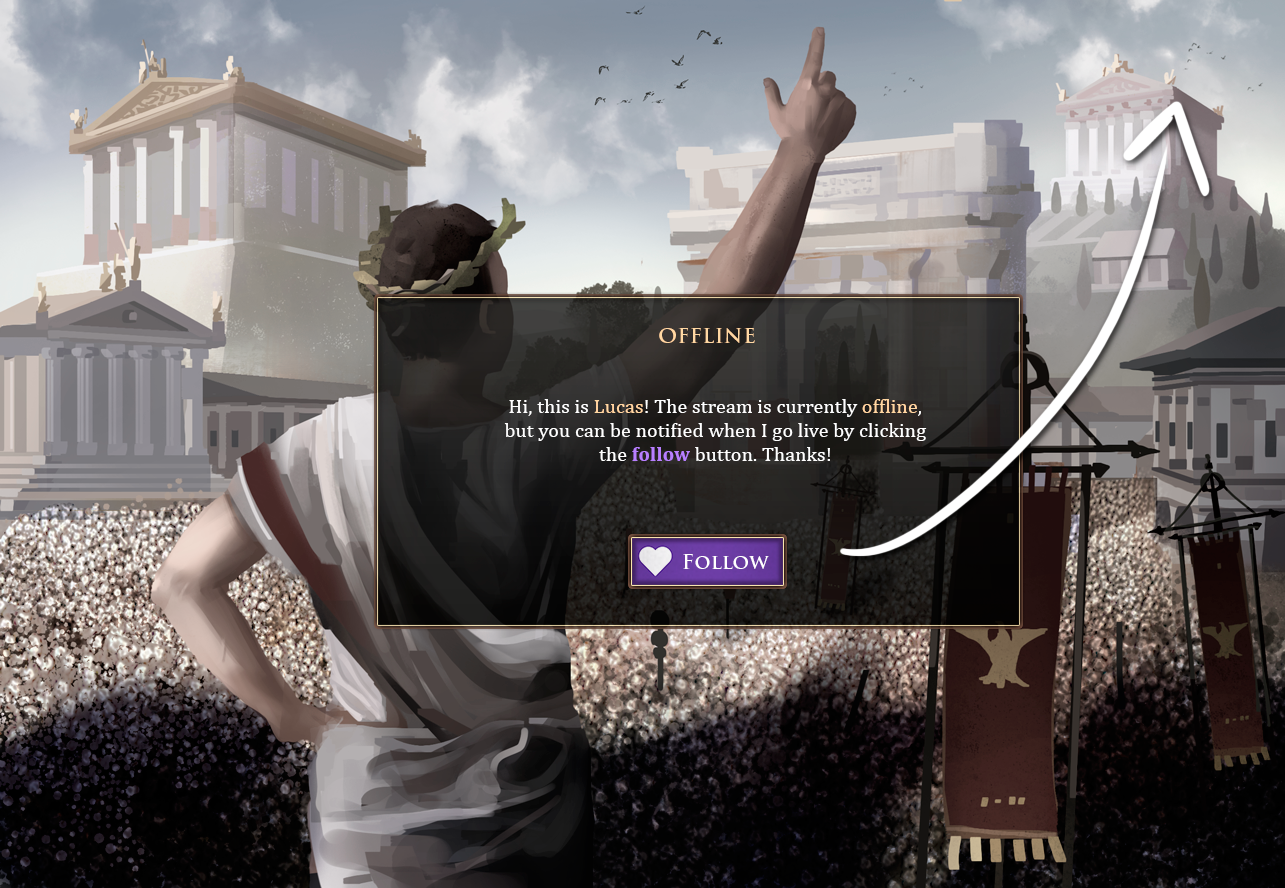 OFFLINE
Hi, this is Lucas! The stream is currently offline,
but you can be notified when I go live by clicking
the follow button. Thanks!
Follow